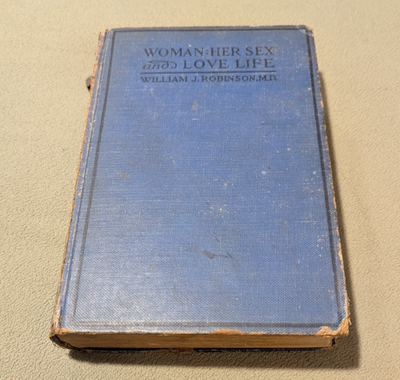 WOMAN: HER SEX
and LOVE LIFE
WILLIAM J. ROBINSON, M.D.